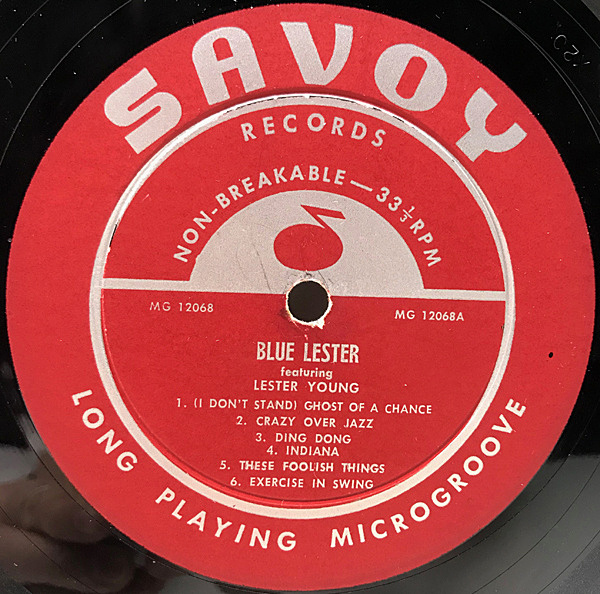 SAVOY
RECORDS
NON-BREAKABLE — 33 1/3 RPM
MG 12068
MG 12068A
BLUE LESTER
featuring
LESTER YOUNG
1. (I DON'T STAND) GHOST OF A CHANCE
2. CRAZY OVER JAZZ
3. DING DONG
4. INDIANA
5. THESE FOOLISH THINGS
6. EXERCISE IN SWING
LONG PLAYING MICROGROOVE